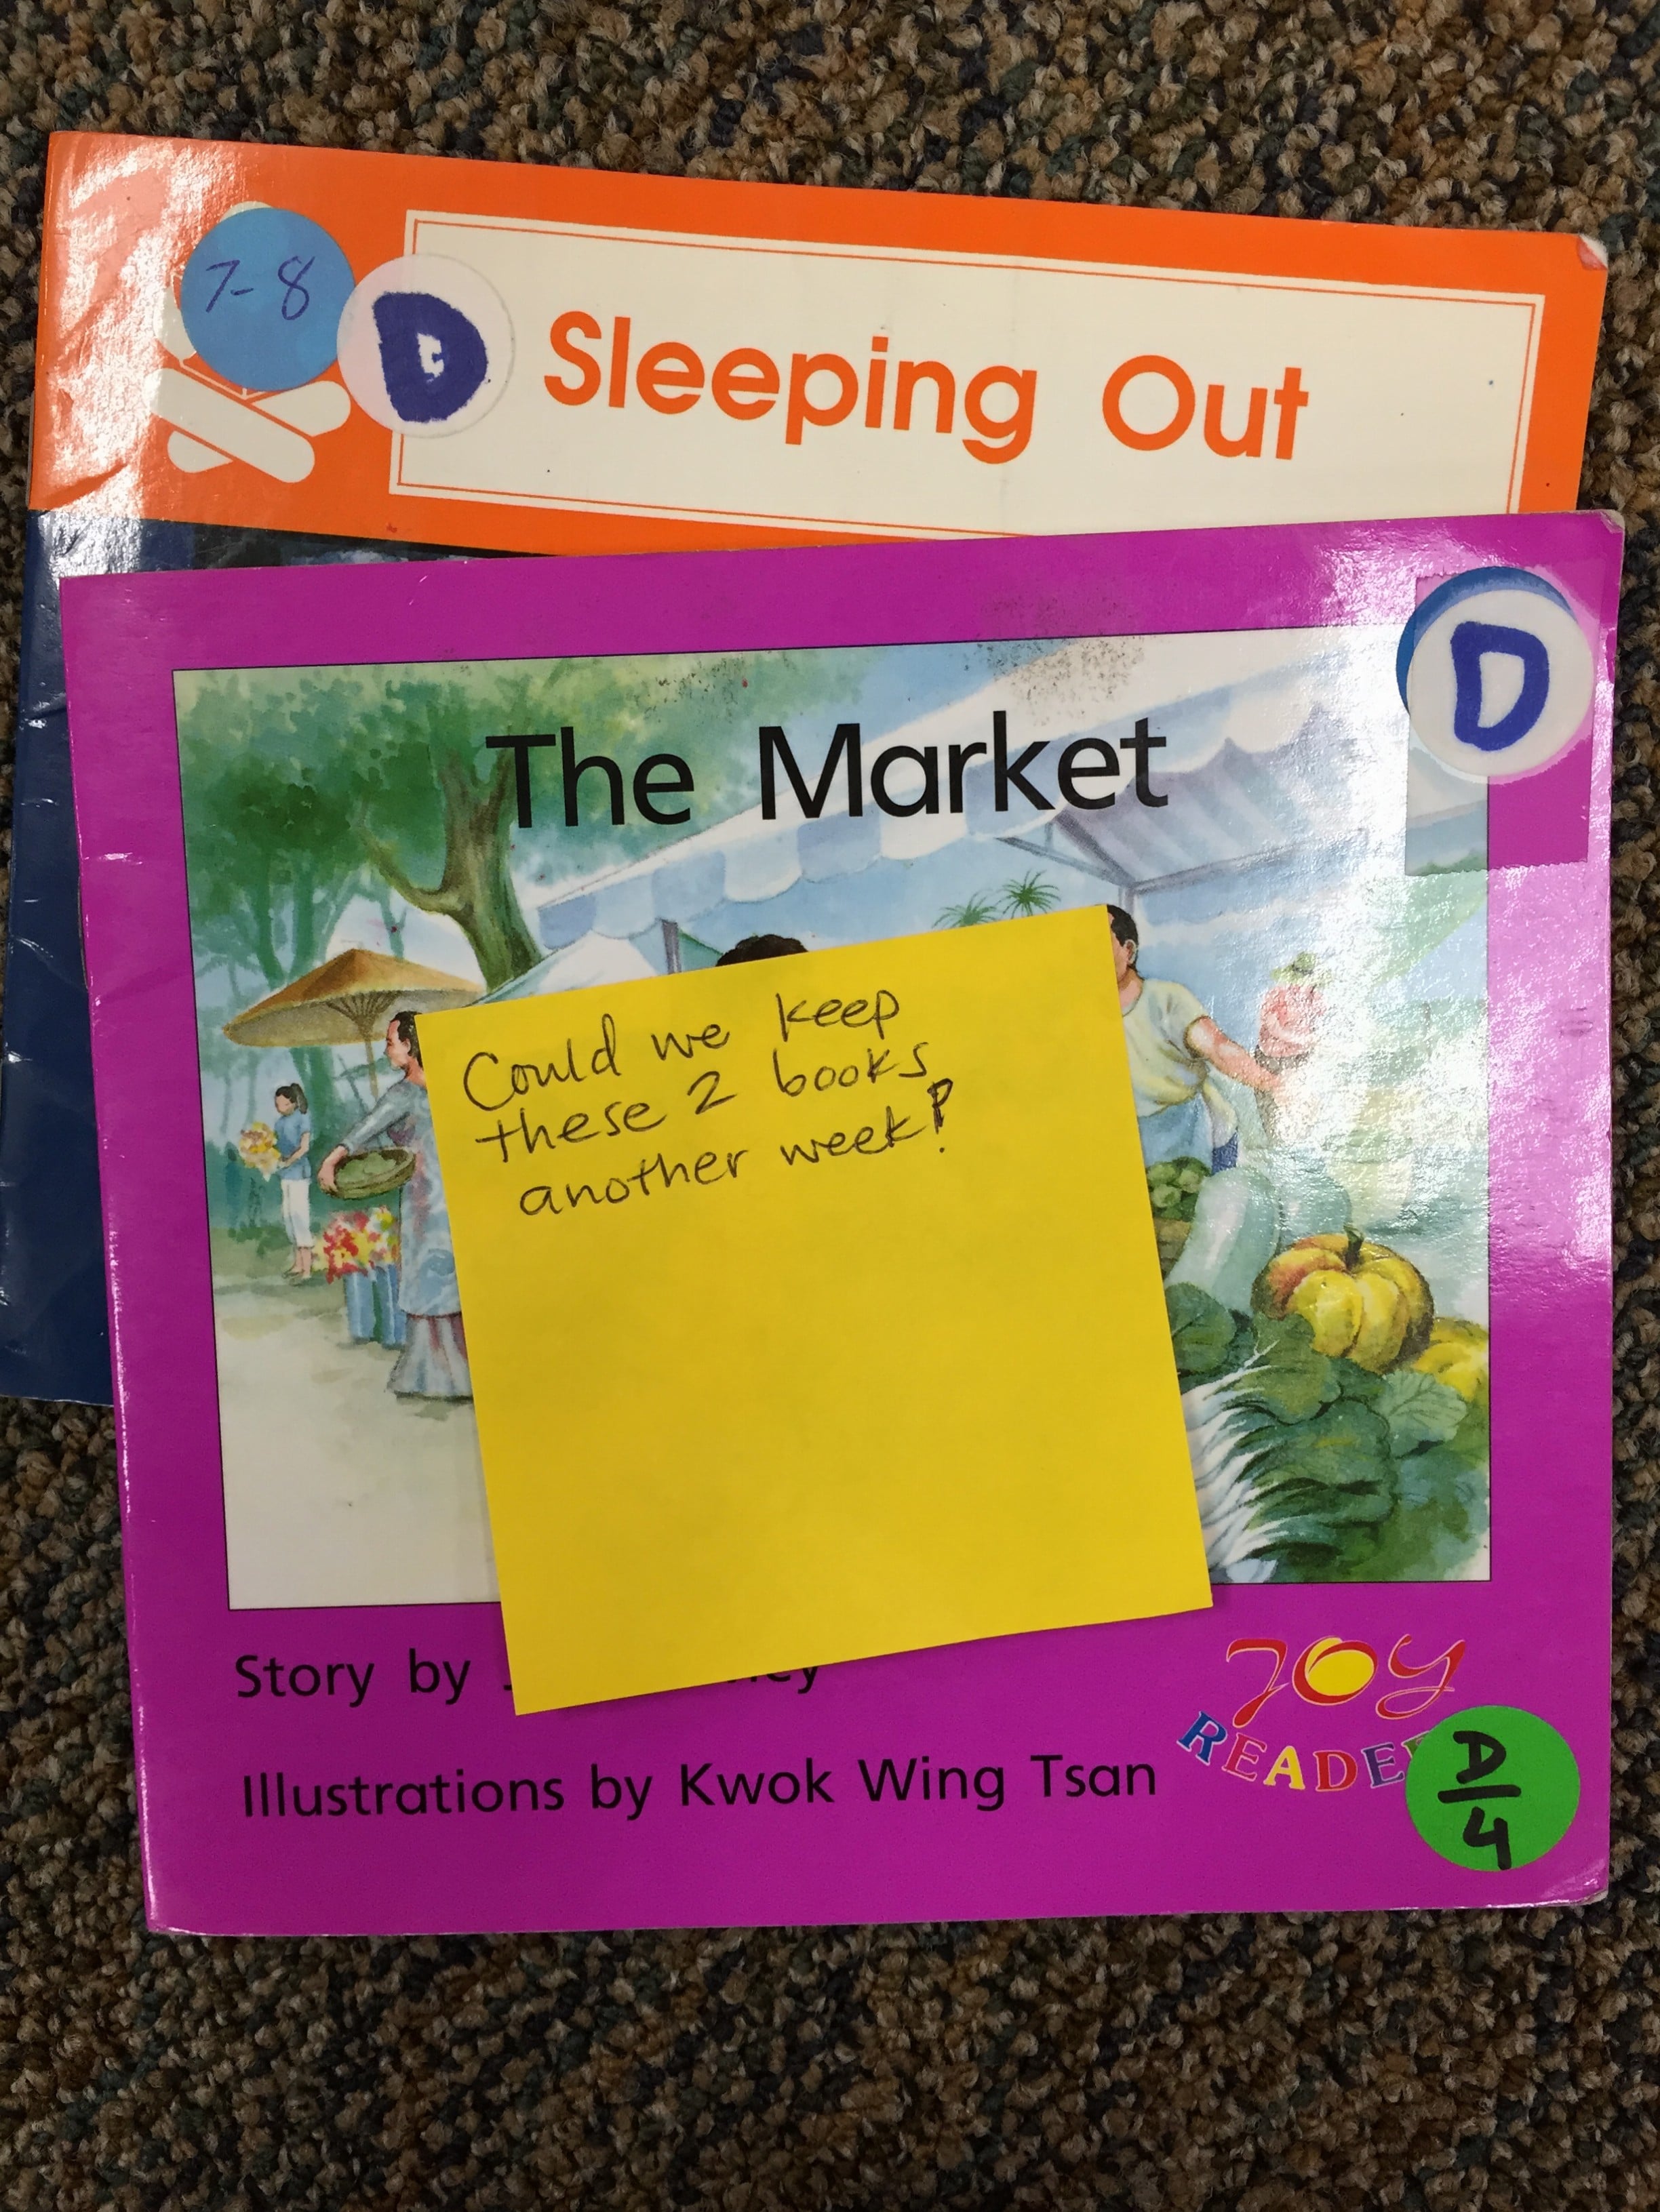 7-8
D
Sleeping Out
D
The Market
Could we keep
these 2 books
another week?
Story by
Illustrations by Kwok Wing Tsan
JOY
D
4